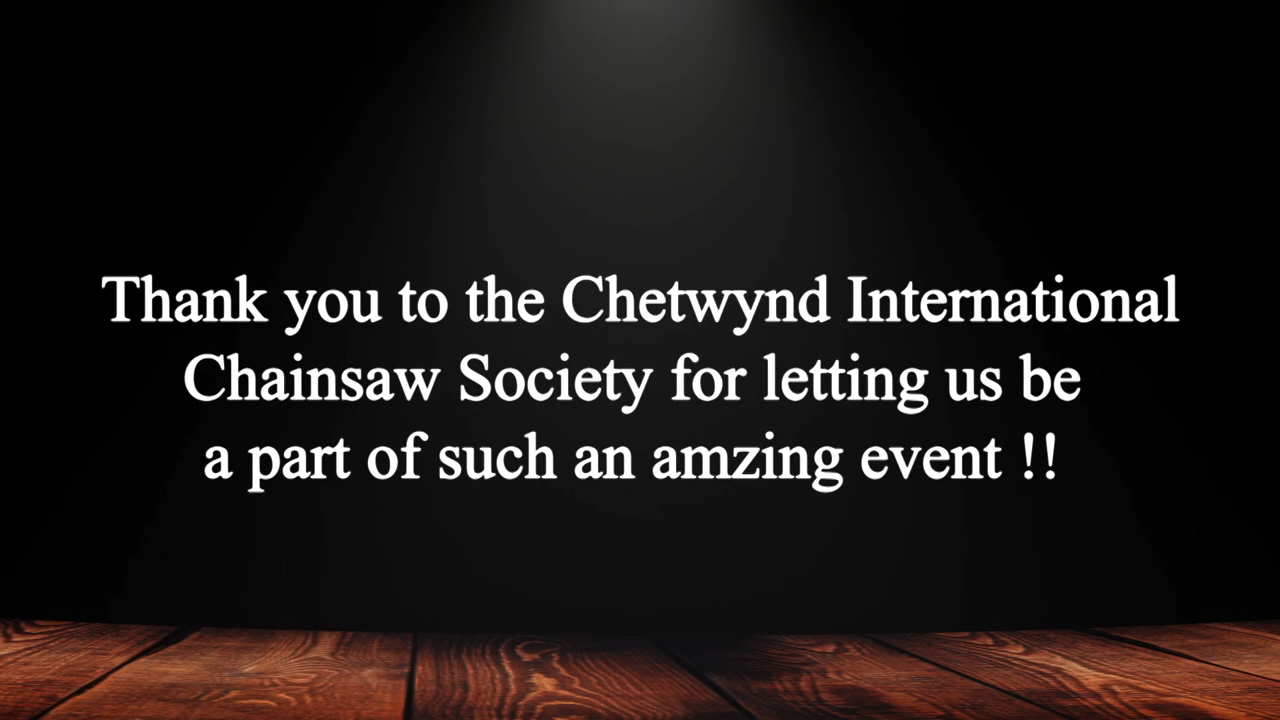 Thank you to the Chetwynd International
Chainsaw Society for letting us be
a part of such an amzing event !!